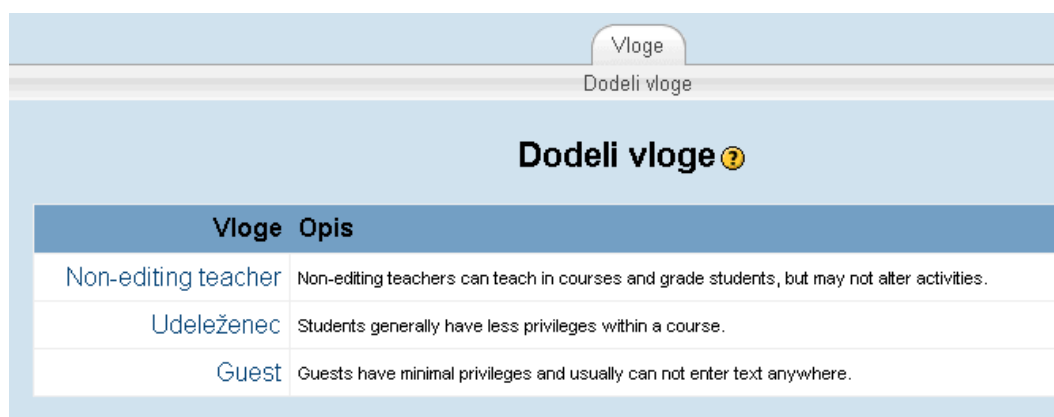 Vloge
Dodeli vloge
Dodeli vloge
Vloge Opis
Non-editing teacher Non-editing teachers can teach in courses and grade students, but may not alter activities.
Udeleženec Students generally have less privileges within a course.
Guest Guests have minimal privileges and usually can not enter text anywhere.